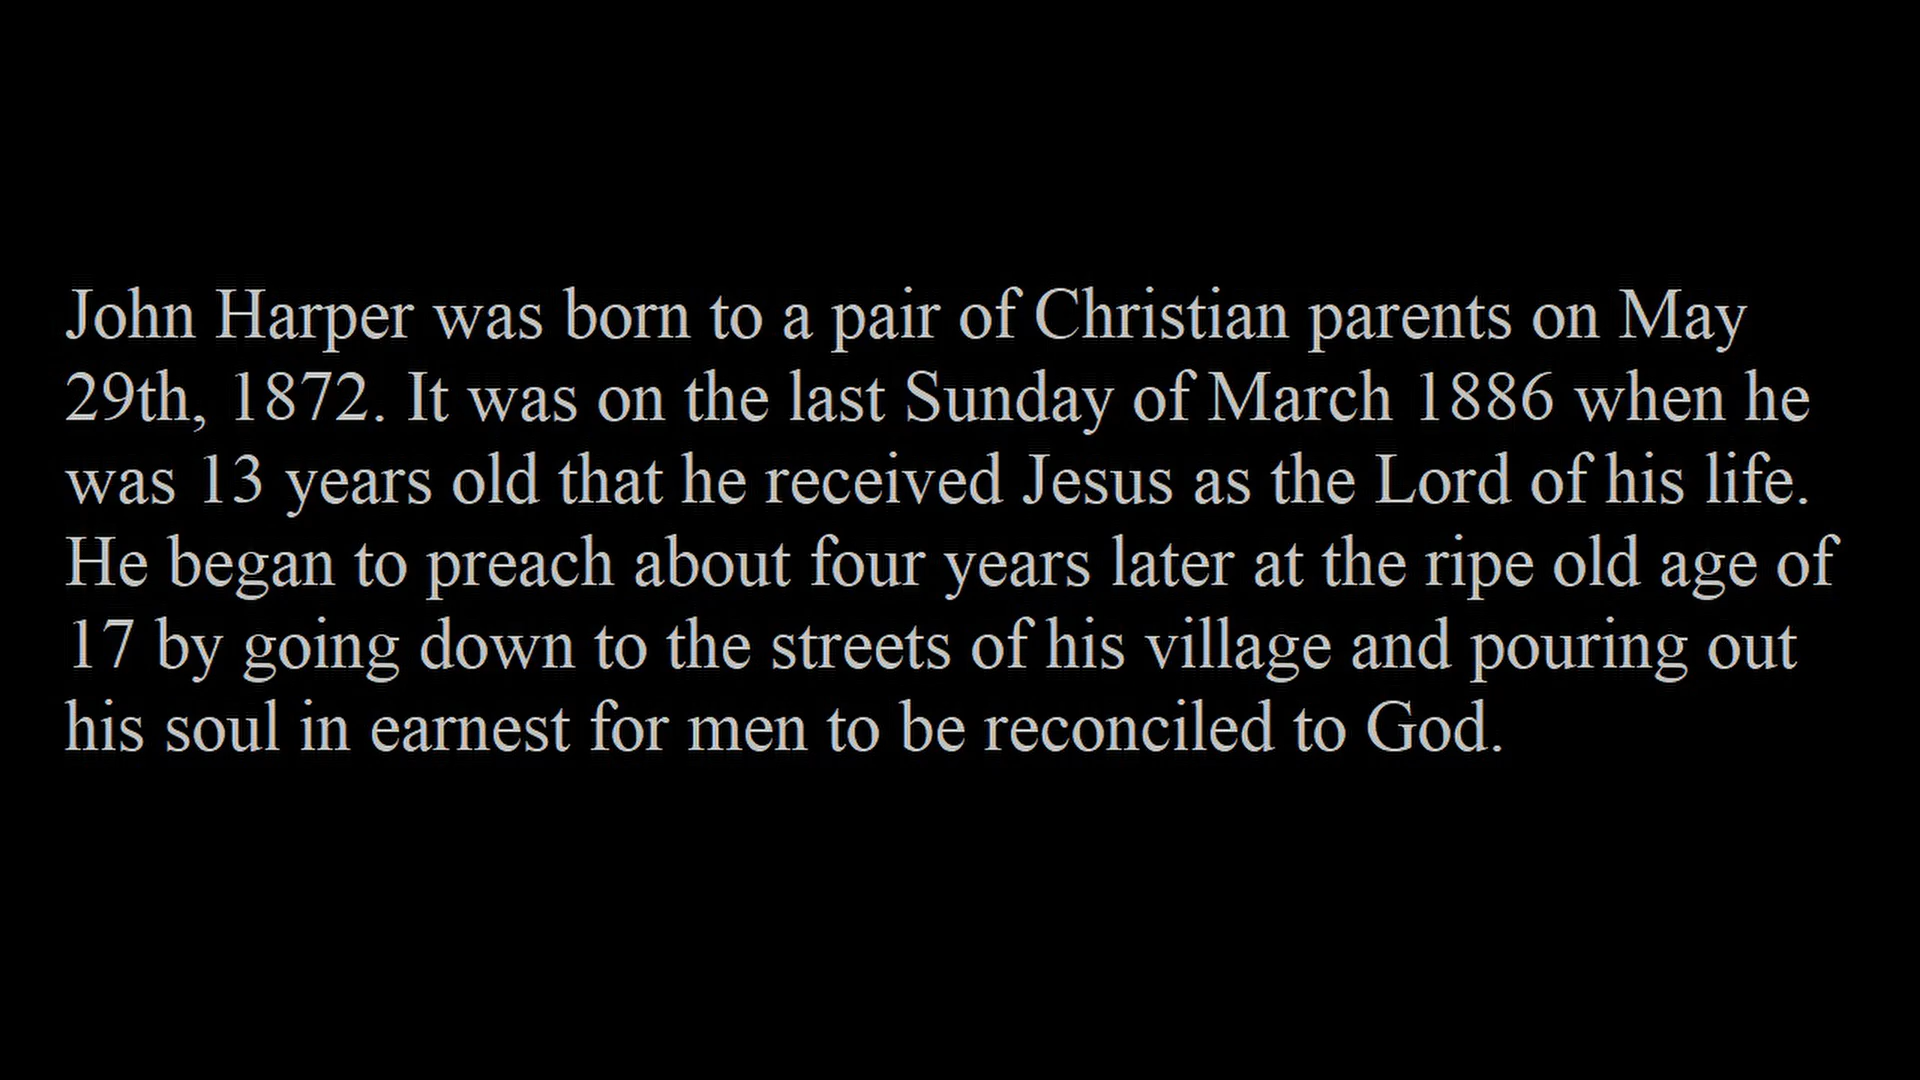 John Harper was born to a pair of Christian parents on May
29th, 1872. It was on the last Sunday of March 1886 when he
was 13 years old that he received Jesus as the Lord of his life.
He began to preach about four years later at the ripe old age of
17 by going down to the streets of his village and pouring out
his soul in earnest for men to be reconciled to God.